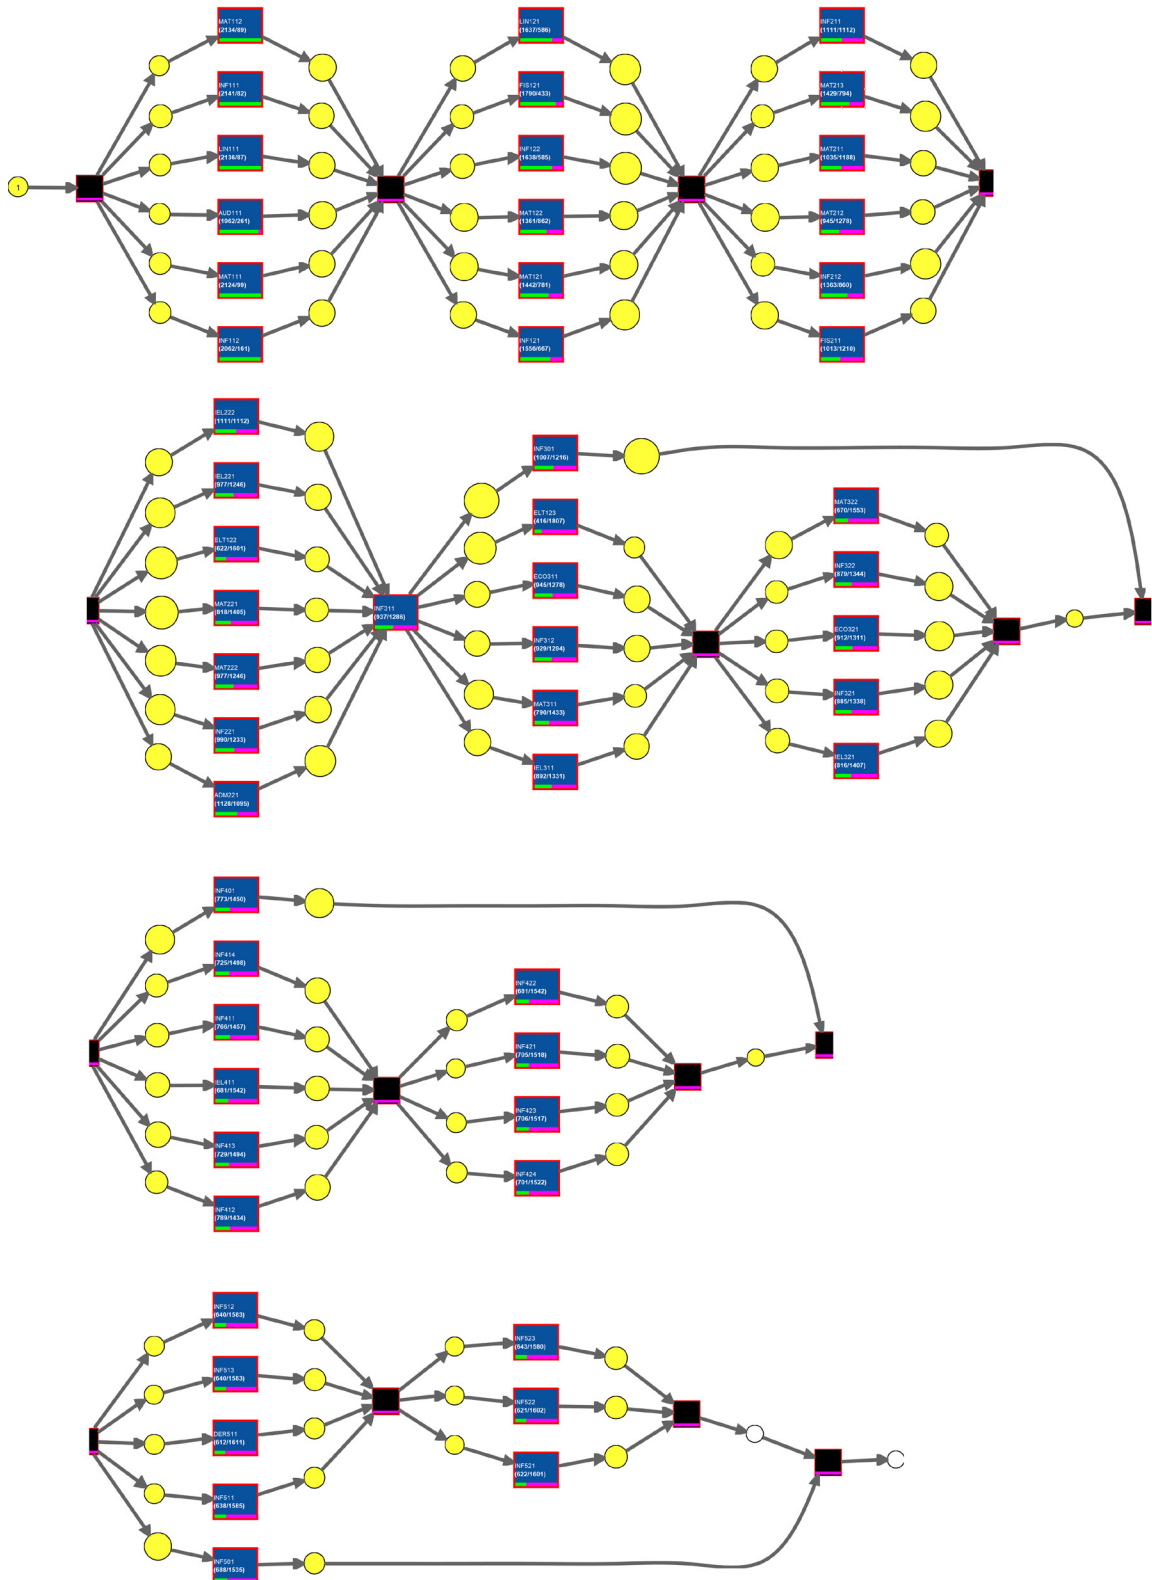 MAT112
(2134/89)
LIN121
(1637/586)
INF211
(1111/1112)
INF111
(2141/82)
FIS121
(1790/433)
MAT213
(1429/794)
LIN111
(2136/87)
INF122
(1638/585)
MAT211
(1035/1188)
1
AUD111
(1962/261)
MAT122
(1361/862)
MAT212
(945/1278)
MAT111
(2124/99)
MAT121
(1442/781)
INF212
(1363/860)
INF112
(2062/161)
INF121
(1556/667)
FIS211
(1013/1210)
IEL222
(1111/1112)
INF301
(1007/1216)
IEL221
(977/1246)
ELT123
(416/1807)
MAT322
(670/1553)
ELT122
(622/1601)
ECO311
(945/1278)
INF322
(879/1344)
MAT221
(818/1405)
INF311
(937/1286)
INF312
(929/1294)
ECO321
(912/1311)
MAT222
(977/1246)
MAT311
(790/1433)
INF321
(885/1338)
INF221
(990/1233)
IEL311
(892/1331)
IEL321
(816/1407)
ADM221
(1128/1095)
INF401
(773/1450)
INF414
(725/1498)
INF422
(681/1542)
INF411
(766/1457)
INF421
(705/1518)
IEL411
(681/1542)
INF423
(706/1517)
INF413
(729/1494)
INF424
(701/1522)
INF412
(789/1434)
INF512
(640/1583)
INF523
(643/1580)
INF513
(640/1583)
INF522
(621/1602)
DER511
(612/1611)
INF521
(622/1601)
INF511
(638/1585)
INF501
(688/1535)